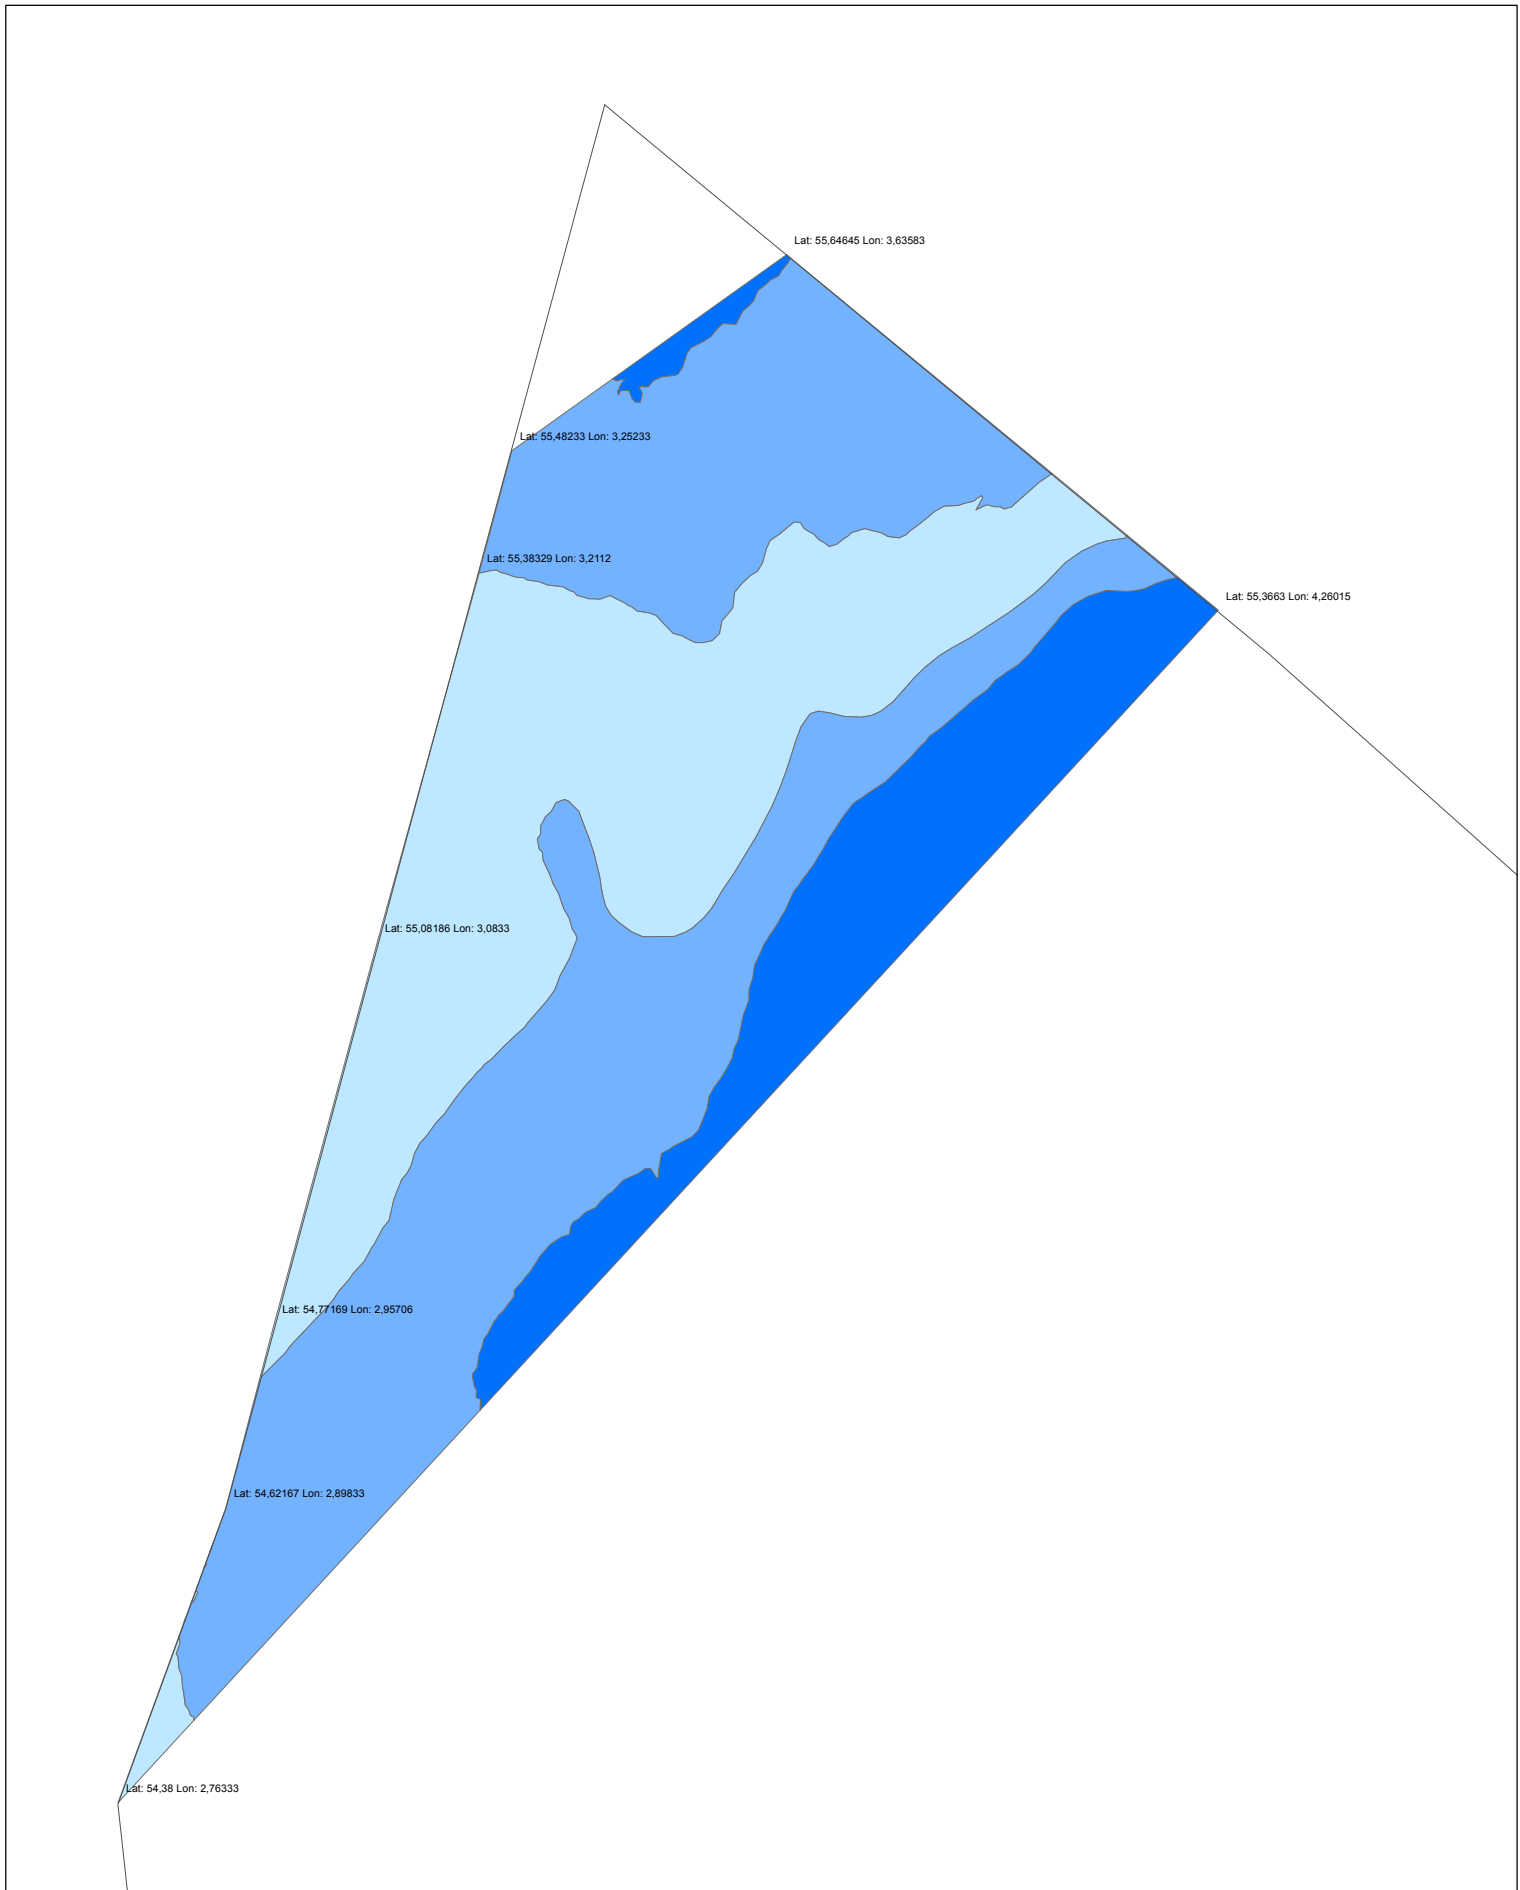 Lat: 55,64645 Lon: 3,63583
Lat: 55,48233 Lon: 3,25233
Lat: 55,38329 Lon: 3,2112
Lat: 55,3663 Lon: 4,26015
Lat: 55,08186 Lon: 3,0833
Lat: 54,77169 Lon: 2,95706
Lat: 54,62167 Lon: 2,89833
Lat: 54,38 Lon: 2,76333